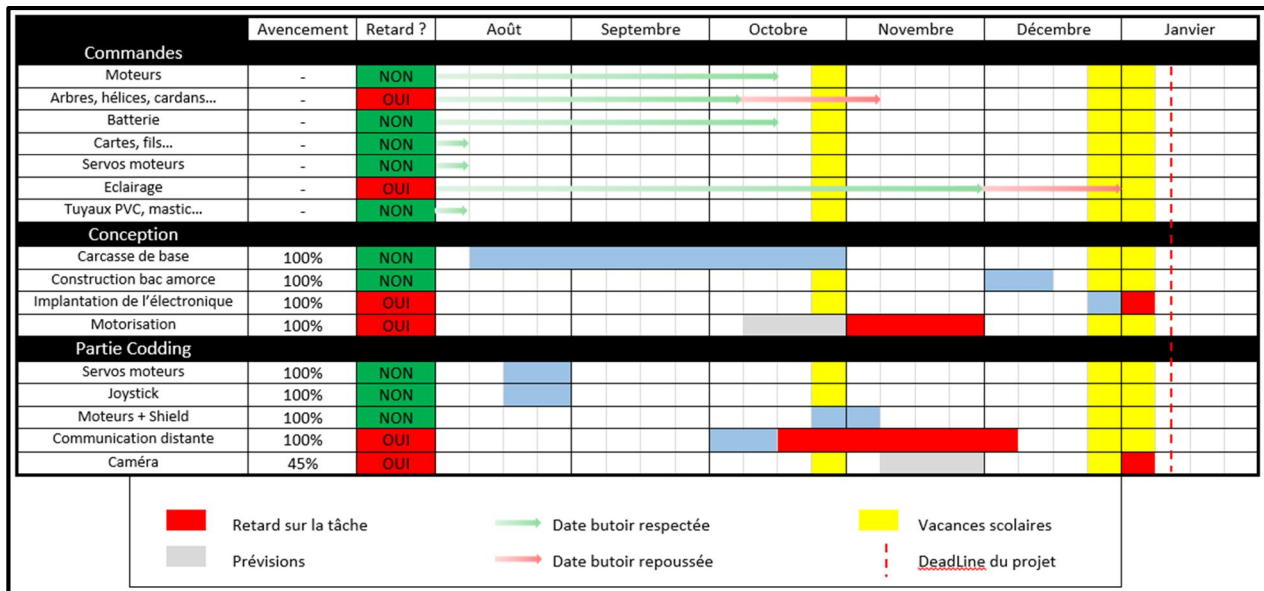 Avencement Retard ? Août Septembre Octobre Novembre Décembre Janvier
Commandes
Moteurs - NON
Arbres, hélices, cardans... - OUI
Batterie - NON
Cartes, fils... - NON
Servos moteurs - NON
Eclairage - OUI
Tuyaux PVC, mastic... - NON
Conception
Carcasse de base 100% NON
Construction bac amorce 100% NON
Implantation de l'électronique 100% OUI
Motorisation 100% OUI
Partie Codding
Servos moteurs 100% NON
Joystick 100% NON
Moteurs + Shield 100% NON
Communication distante 100% OUI
Caméra 45% OUI
Retard sur la tâche Date butoir respectée Vacances scolaires
Prévisions Date butoir repoussée DeadLine du projet